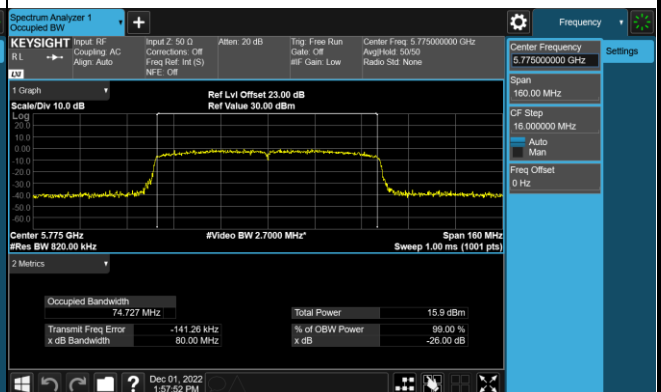 Spectrum Analyzer 1
Occupied BW
+
Frequency
KEYSIGHT
R L
LXI
Input: RF
Coupling: AC
Align: Auto
Input Z: 50 Ω
Corrections: Off
Freq Ref: Int (S)
NFE: Off
Atten: 20 dB
Trig: Free Run
Gate: Off
#IF Gain: Low
Center Freq: 5.775000000 GHz
Avg|Hold: 50/50
Radio Std: None
Center Frequency
5.775000000 GHz
Settings
Span
160.00 MHz
CF Step
16.000000 MHz
Auto
Man
Freq Offset
0 Hz
1 Graph
Scale/Div 10.0 dB
Ref Lvl Offset 23.00 dB
Ref Value 30.00 dBm
Log
20.0
10.0
0.00
-10.0
-20.0
-30.0
-40.0
-50.0
-60.0
Center 5.775 GHz
#Res BW 820.00 kHz
#Video BW 2.7000 MHz*
Span 160 MHz
Sweep 1.00 ms (1001 pts)
2 Metrics
Occupied Bandwidth
74.727 MHz
Total Power 15.9 dBm
Transmit Freq Error -141.26 kHz
% of OBW Power 99.00 %
x dB Bandwidth 80.00 MHz
x dB -26.00 dB
?
Dec 01, 2022
1:57:52 PM